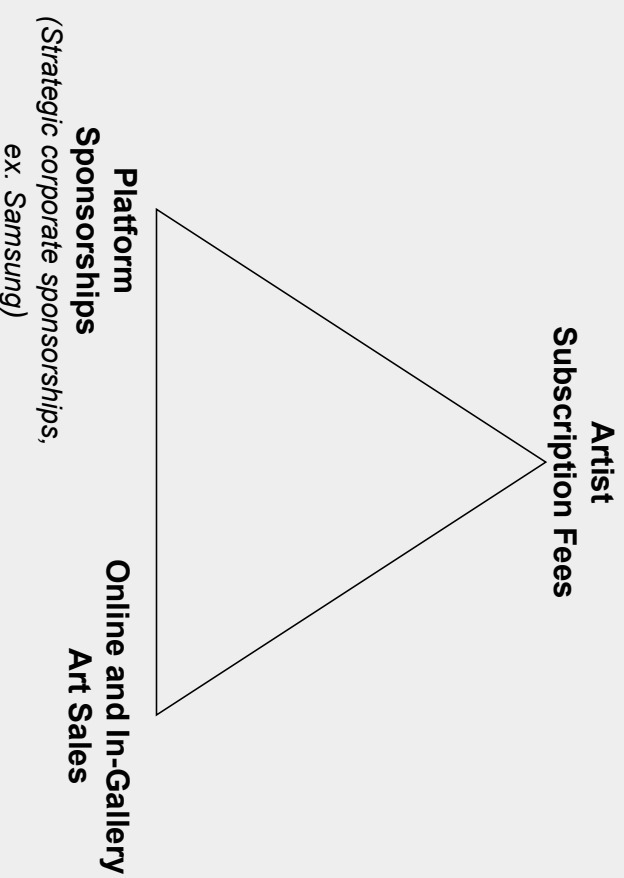 Artist
Subscription Fees
Platform
Sponsorships
(Strategic corporate sponsorships,
ex. Samsung)
Online and In-Gallery
Art Sales